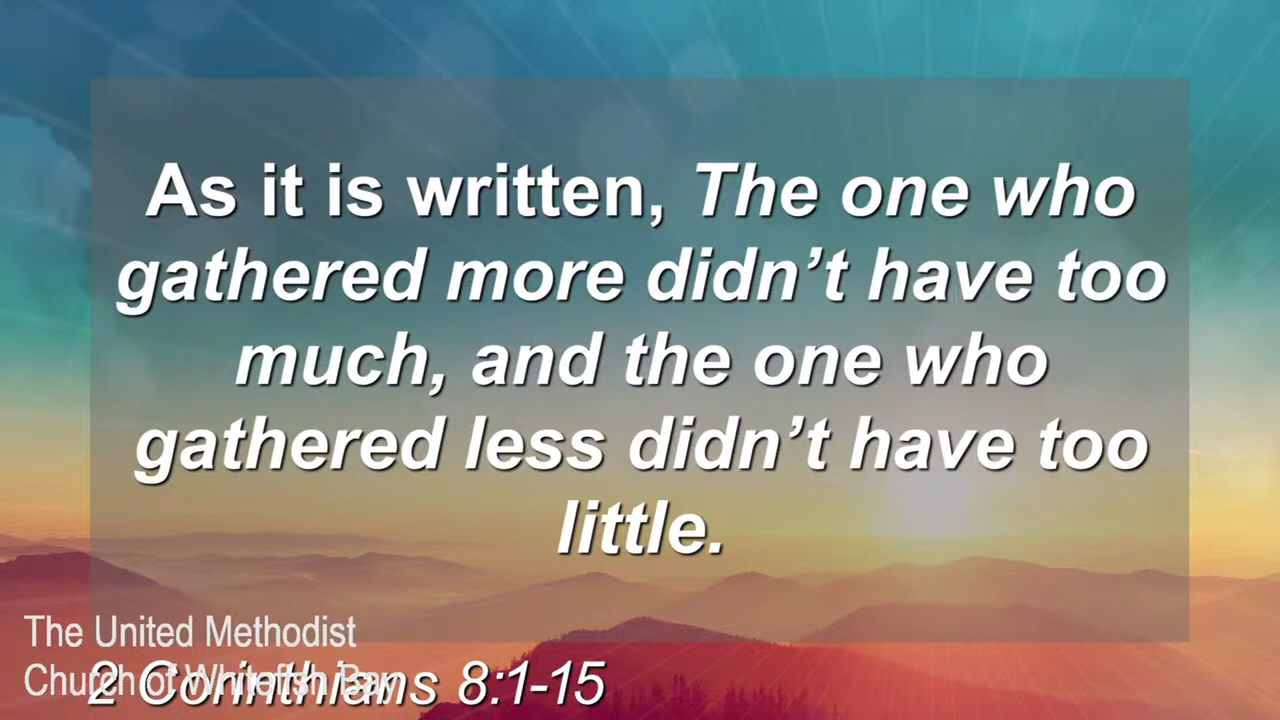 As it is written, The one who
gathered more didn’t have too
much, and the one who
gathered less didn’t have too
little.
The United Methodist
Church of Whitefish Bay
2 Corinthians 8:1-15